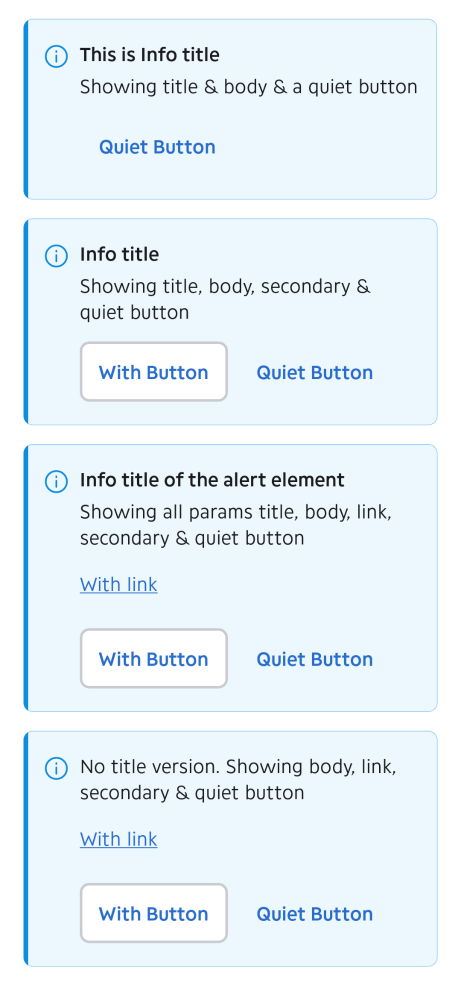 This is Info title
Showing title & body & a quiet button
Quiet Button
Info title
Showing title, body, secondary &
quiet button
With Button
Quiet Button
Info title of the alert element
Showing all params title, body, link,
secondary & quiet button
With link
With Button
Quiet Button
No title version. Showing body, link,
secondary & quiet button
With link
With Button
Quiet Button